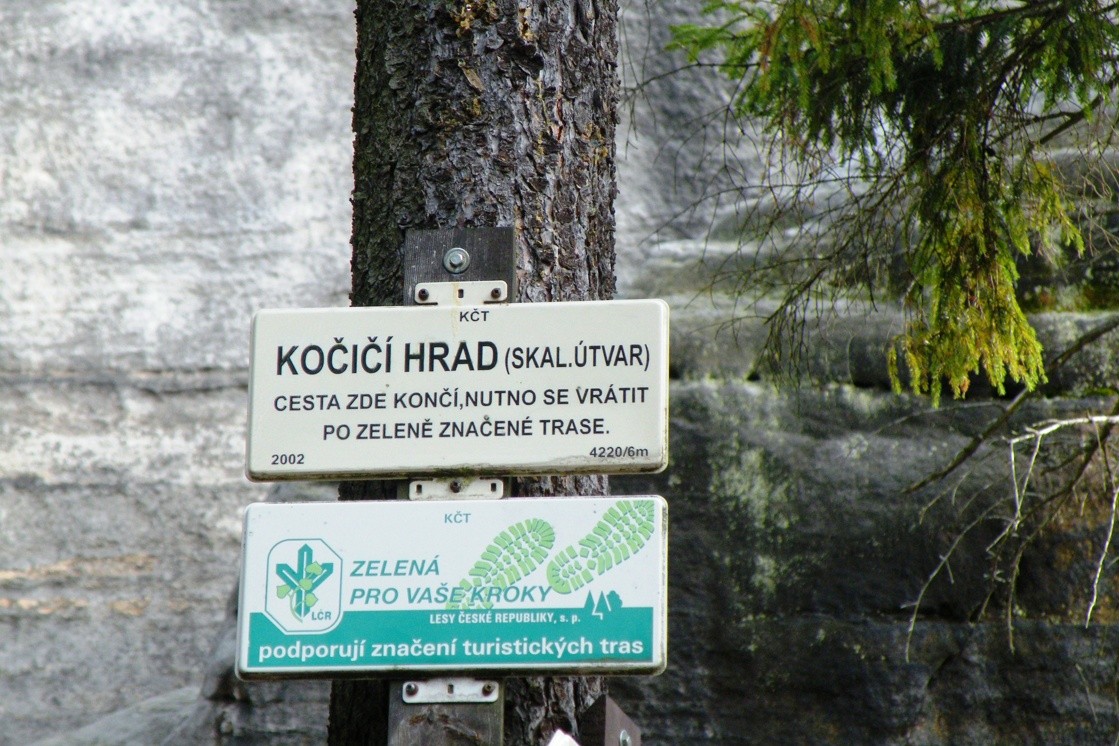 KČT
KOČIČÍ HRAD (SKAL.ÚTVAR)
CESTA ZDE KONČÍ,NUTNO SE VRÁTIT
PO ZELENĚ ZNAČENÉ TRASE.
2002 4220/6m
KČT
ZELENÁ
PRO VAŠE KROKY
LČR
LESY ČESKÉ REPUBLIKY, s. p.
podporují značení turistických tras